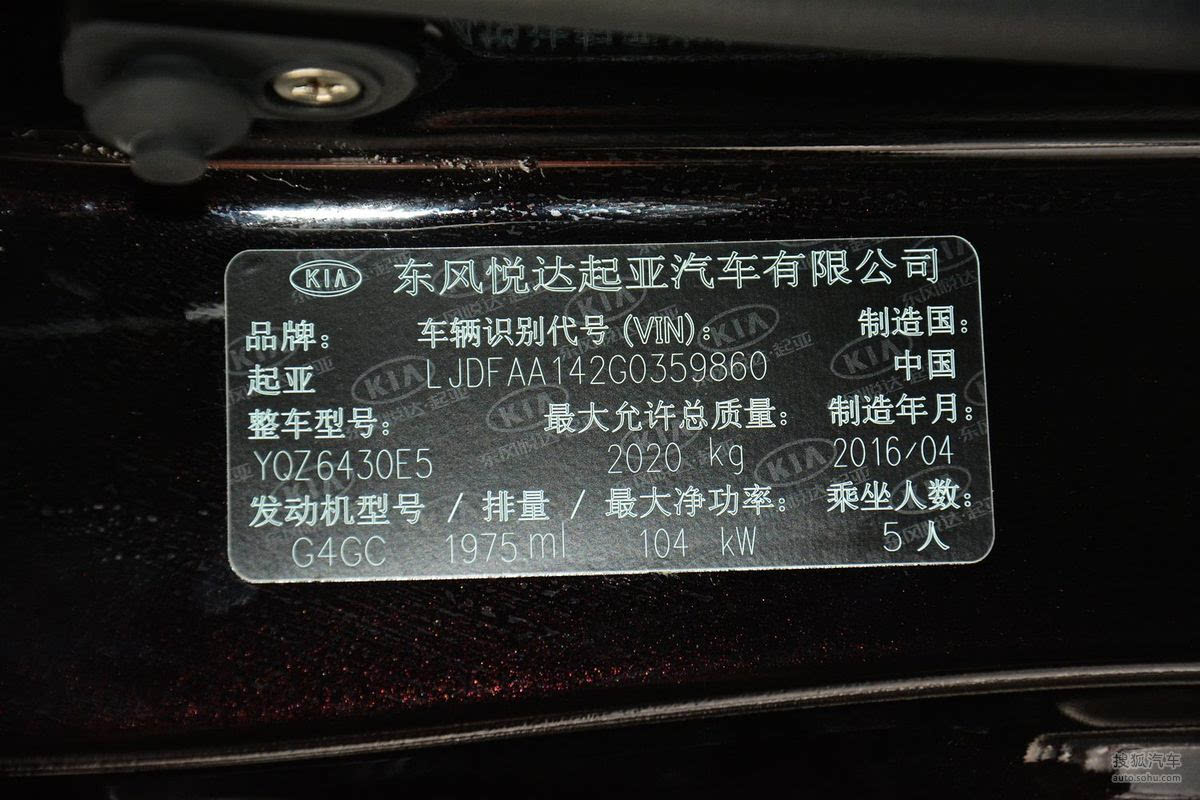 KIA 东风悦达起亚汽车有限公司
品牌: 车辆识别代号 (VIN): 制造国:
起亚 LJDFAA142G0359860 中国
整车型号: 最大允许总质量: 制造年月:
YQZ6430E5 2020 kg 2016/04
发动机型号 / 排量 / 最大净功率: 乘坐人数:
G4GC 1975ml 104 kW 5人
搜狐汽车
auto.sohu.com